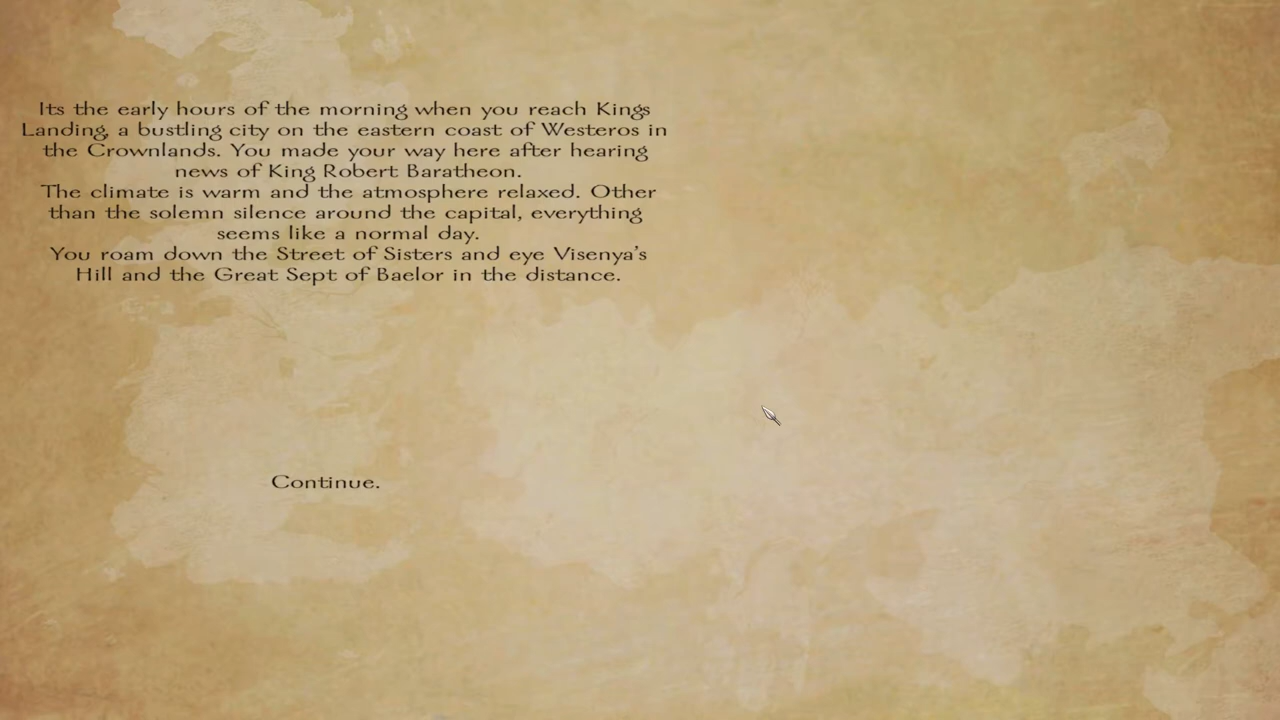 Its the early hours of the morning when you reach Kings
Landing, a bustling city on the eastern coast of Westeros in
the Crownlands. You made your way here after hearing
news of King Robert Baratheon.
The climate is warm and the atmosphere relaxed. Other
than the solemn silence around the capital, everything
seems like a normal day.
You roam down the Street of Sisters and eye Visenya's
Hill and the Great Sept of Baelor in the distance.
Continue.